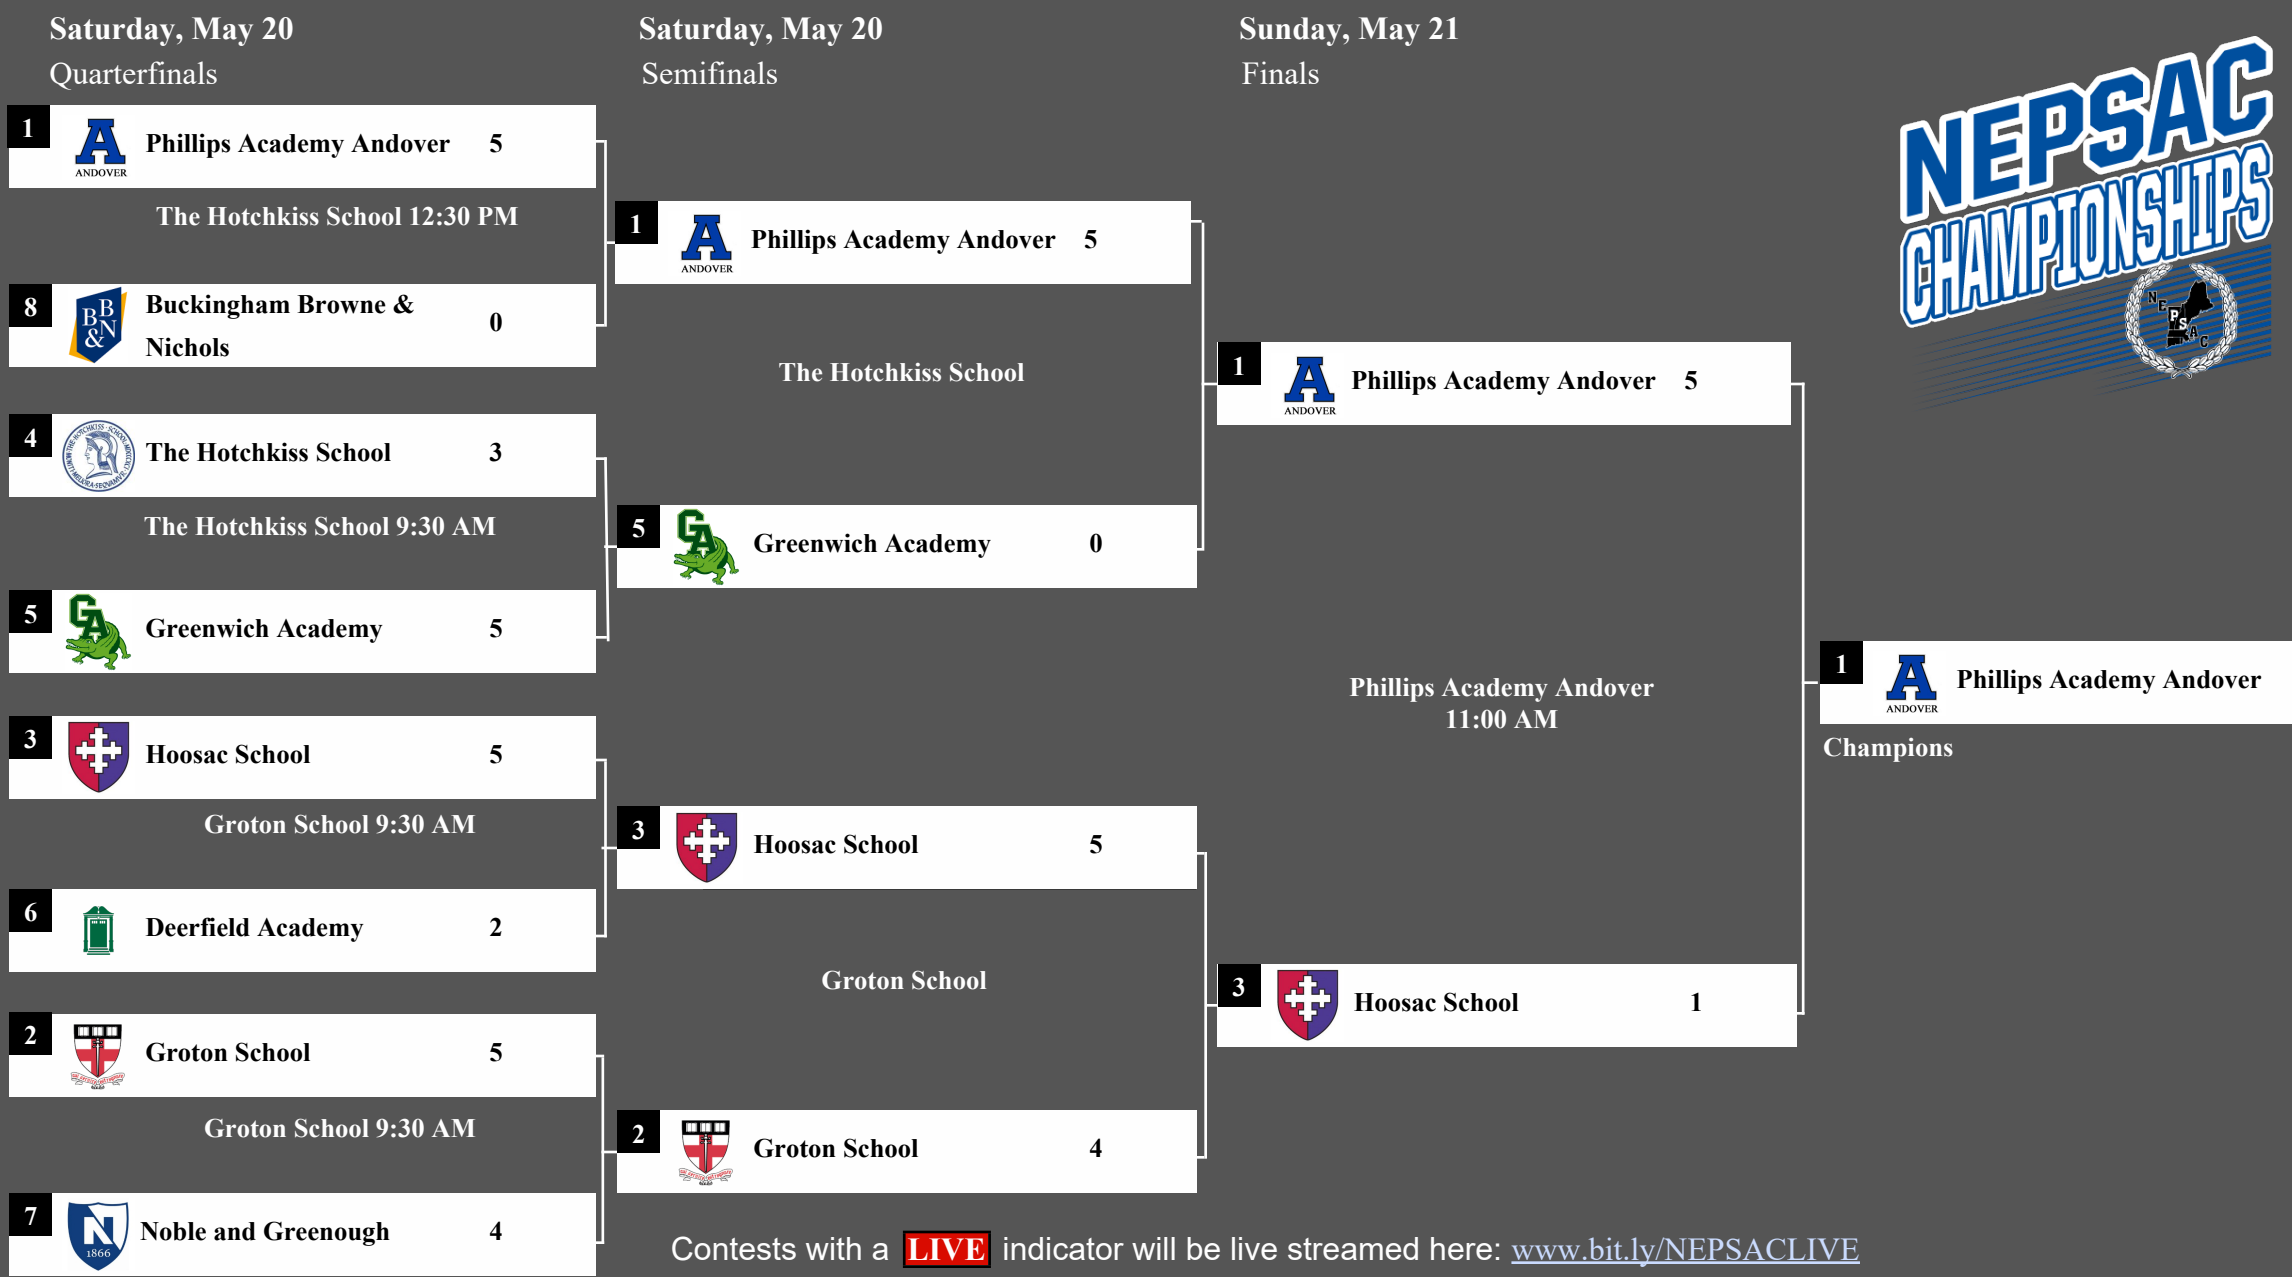 Saturday, May 20
Quarterfinals
Saturday, May 20
Semifinals
Sunday, May 21
Finals
NEPSAC
CHAMPIONSHIPS
NEPSAC
1
ANDOVER
Phillips Academy Andover 5
The Hotchkiss School 12:30 PM
8
BB&N
Buckingham Browne &
Nichols
0
4
The Hotchkiss School 3
The Hotchkiss School 9:30 AM
5
GA
Greenwich Academy 5
3
Hoosac School 5
Groton School 9:30 AM
6
Deerfield Academy 2
2
Groton School 5
Groton School 9:30 AM
7
N
1866
Noble and Greenough 4
1
ANDOVER
Phillips Academy Andover 5
The Hotchkiss School
5
GA
Greenwich Academy 0
3
Hoosac School 5
Groton School
2
Groton School 4
1
ANDOVER
Phillips Academy Andover 5
Phillips Academy Andover
11:00 AM
3
Hoosac School 1
1
ANDOVER
Phillips Academy Andover
Champions
Contests with a LIVE indicator will be live streamed here: www.bit.ly/NEPSACLIVE